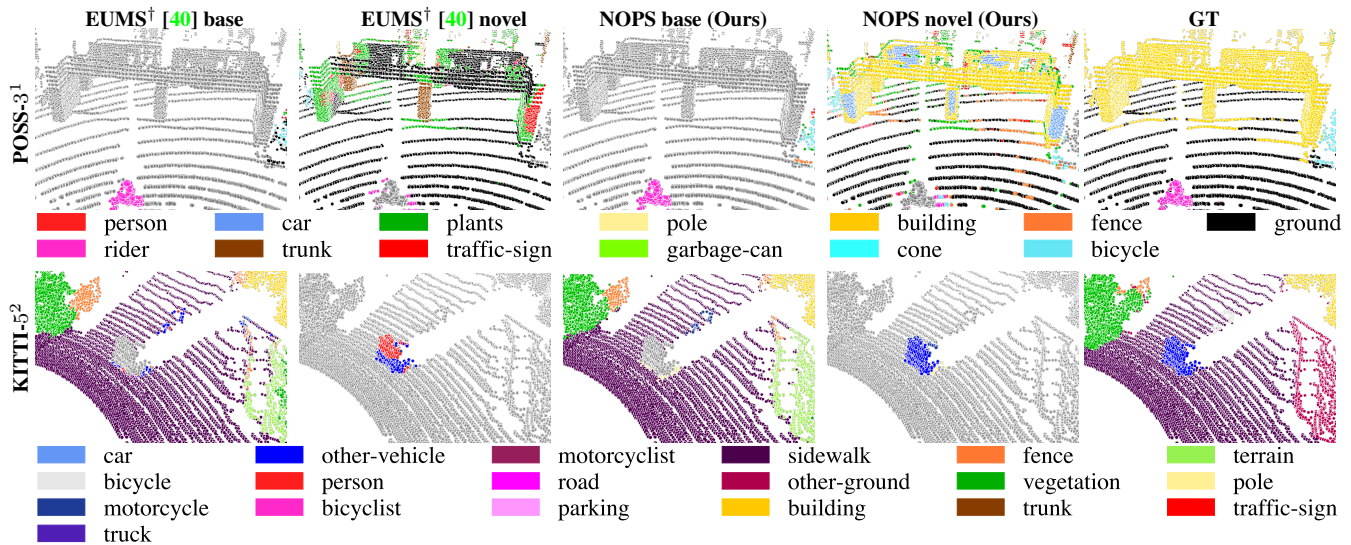 EUMS† [40] base EUMS† [40] novel NOPS base (Ours) NOPS novel (Ours) GT
POSS-3¹
person car plants pole building fence ground
rider trunk traffic-sign garbage-can cone bicycle
KITTI-5²
car other-vehicle motorcyclist sidewalk fence terrain
bicycle person road other-ground vegetation pole
motorcycle bicyclist parking building trunk traffic-sign
truck